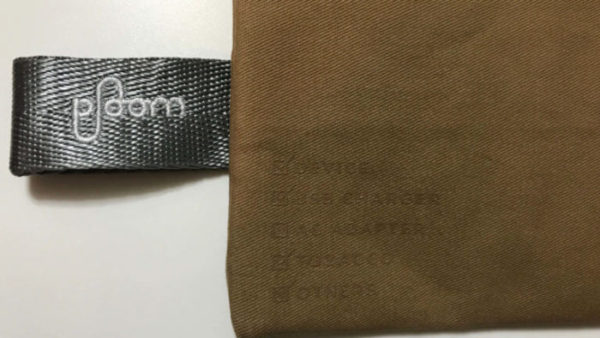 ploom
☑ DEVICE
☑ USB CHARGER
☑ AC ADAPTER
☑ TOBACCO
☑ OTHERS